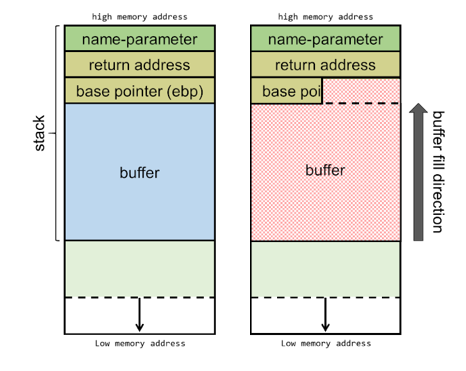 high memory address
name-parameter
return address
base pointer (ebp)
buffer
stack
Low memory address
high memory address
name-parameter
return address
base poi
buffer
buffer fill direction
Low memory address